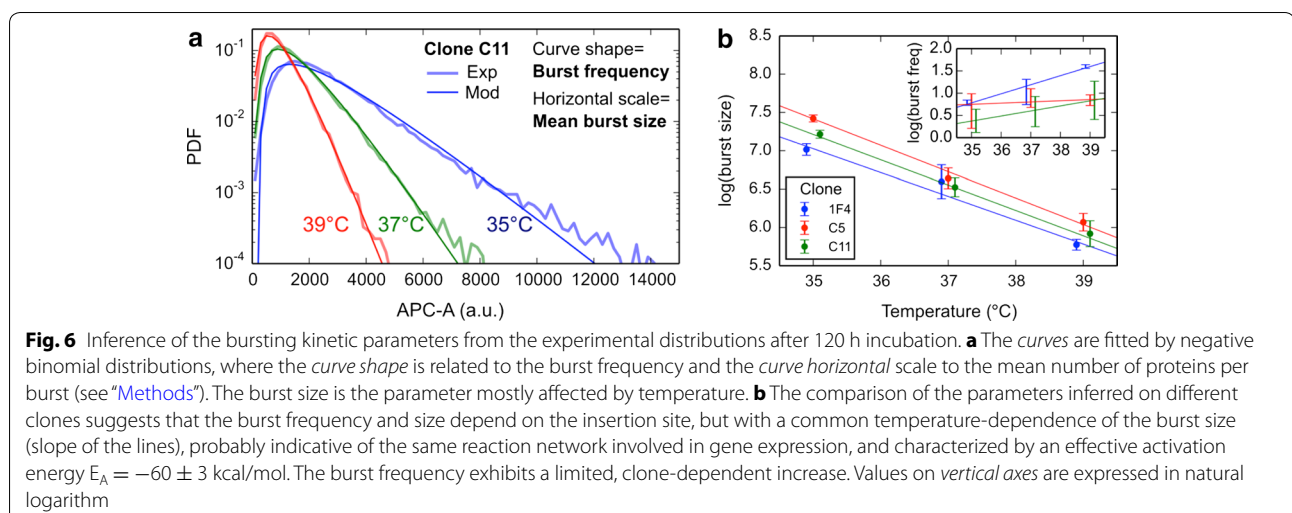 a
Clone C11
Exp
Mod
Curve shape=
Burst frequency
Horizontal scale=
Mean burst size
39°C
37°C
35°C
PDF
10⁻¹
10⁻²
10⁻³
10⁻⁴
0 2000 4000 6000 8000 10000 12000 14000
APC-A (a.u.)
b
log(burst size)
8.5
8.0
7.5
7.0
6.5
6.0
5.5
35 36 37 38 39
Temperature (°C)
Clone
1F4
C5
C11
log(burst freq)
2.0
1.5
1.0
0.5
0.0
35 36 37 38 39
Fig. 6 Inference of the bursting kinetic parameters from the experimental distributions after 120 h incubation. a The curves are fitted by negative
binomial distributions, where the curve shape is related to the burst frequency and the curve horizontal scale to the mean number of proteins per
burst (see “Methods”). The burst size is the parameter mostly affected by temperature. b The comparison of the parameters inferred on different
clones suggests that the burst frequency and size depend on the insertion site, but with a common temperature-dependence of the burst size
(slope of the lines), probably indicative of the same reaction network involved in gene expression, and characterized by an effective activation
energy E_A = −60 ± 3 kcal/mol. The burst frequency exhibits a limited, clone-dependent increase. Values on vertical axes are expressed in natural
logarithm